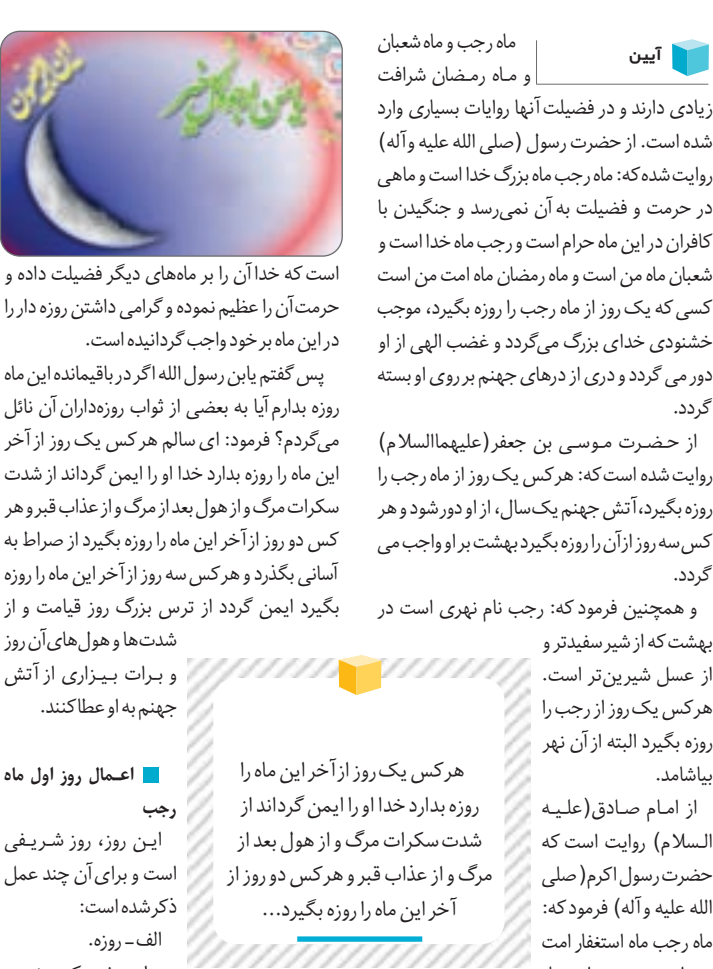 آیین
ماه رجب و ماه شعبان
و مـاه رمـضان شرافت
زیادی دارند و در فضیلت آنها روایات بسیاری وارد
شده است. از حضرت رسول (صلی الله علیه وآله)
روایت شده که: ماه رجب ماه بزرگ خدا است و ماهی
در حرمت و فضیلت به آن نمی‌رسد و جنگیدن با
کافران در این ماه حرام است و رجب ماه خدا است و
شعبان ماه من است و ماه رمضان ماه امت من است
کسی که یک روز از ماه رجب را روزه بگیرد، موجب
خشنودی خدای بزرگ می‌گردد و غضب الهی از او
دور می گردد و دری از درهای جهنم بر روی او بسته
گردد.
از حـضـرت مـوسـی بن جعفر(علیهماالسلام)
روایت شده است که: هرکس یک روز از ماه رجب را
روزه بگیرد، آتش جهنم یک‌سال، از او دور شود و هر
کس سه روز ازآن را روزه بگیرد بهشت بر او واجب می
گردد.
و همچنین فرمود که: رجب نام نهری است در
بهشت که از شیر سفیدتر و
از عسل شیرین‌تر است.
هرکس یک روز از رجب را
روزه بگیرد البته از آن نهر
بیاشامد.
از امـام صـادق(علـیـه
الـسلام) روایت است که
حضرت رسول اکرم( صلی
الله علیه وآله) فرمود که:
ماه رجب ماه استغفار امت
یا من ارجوه لکل خیر
است که خدا آن را بر ماه‌های دیگر فضیلت داده و
حرمت آن را عظیم نموده و گرامی داشتن روزه دار را
در این ماه بر خود واجب گردانیده است.
پس گفتم یابن رسول الله اگر در باقیمانده این ماه
روزه بدارم آیا به بعضی از ثواب روزه‌داران آن نائل
می‌گردم؟ فرمود: ای سالم هرکس یک روز از آخر
این ماه را روزه بدارد خدا او را ایمن گرداند از شدت
سکرات مرگ و از هول بعد از مرگ و از عذاب قبر و هر
کس دو روز از آخر این ماه را روزه بگیرد از صراط به
آسانی بگذرد و هرکس سه روز از آخر این ماه را روزه
بگیرد ایمن گردد از ترس بزرگ روز قیامت و از
شدت‌ها و هول‌های آن روز
و بـرات بـیـزاری از آتش
جهنم به او عطا کنند.
اعـمال روز اول ماه
رجب
ایـن روز، روز شـریـفی
است و برای آن چند عمل
ذکر شده است:
الف- روزه.
هرکس یک روز از آخر این ماه را
روزه بدارد خدا او را ایمن گرداند از
شدت سکرات مرگ و از هول بعد از
مرگ و از عذاب قبر و هرکس دو روز از
آخر این ماه را روزه بگیرد...